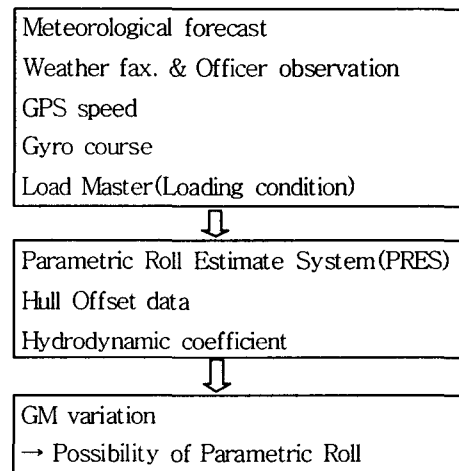 Meteorological forecast
Weather fax. & Officer observation
GPS speed
Gyro course
Load Master(Loading condition)
Parametric Roll Estimate System(PRES)
Hull Offset data
Hydrodynamic coefficient
GM variation
→ Possibility of Parametric Roll